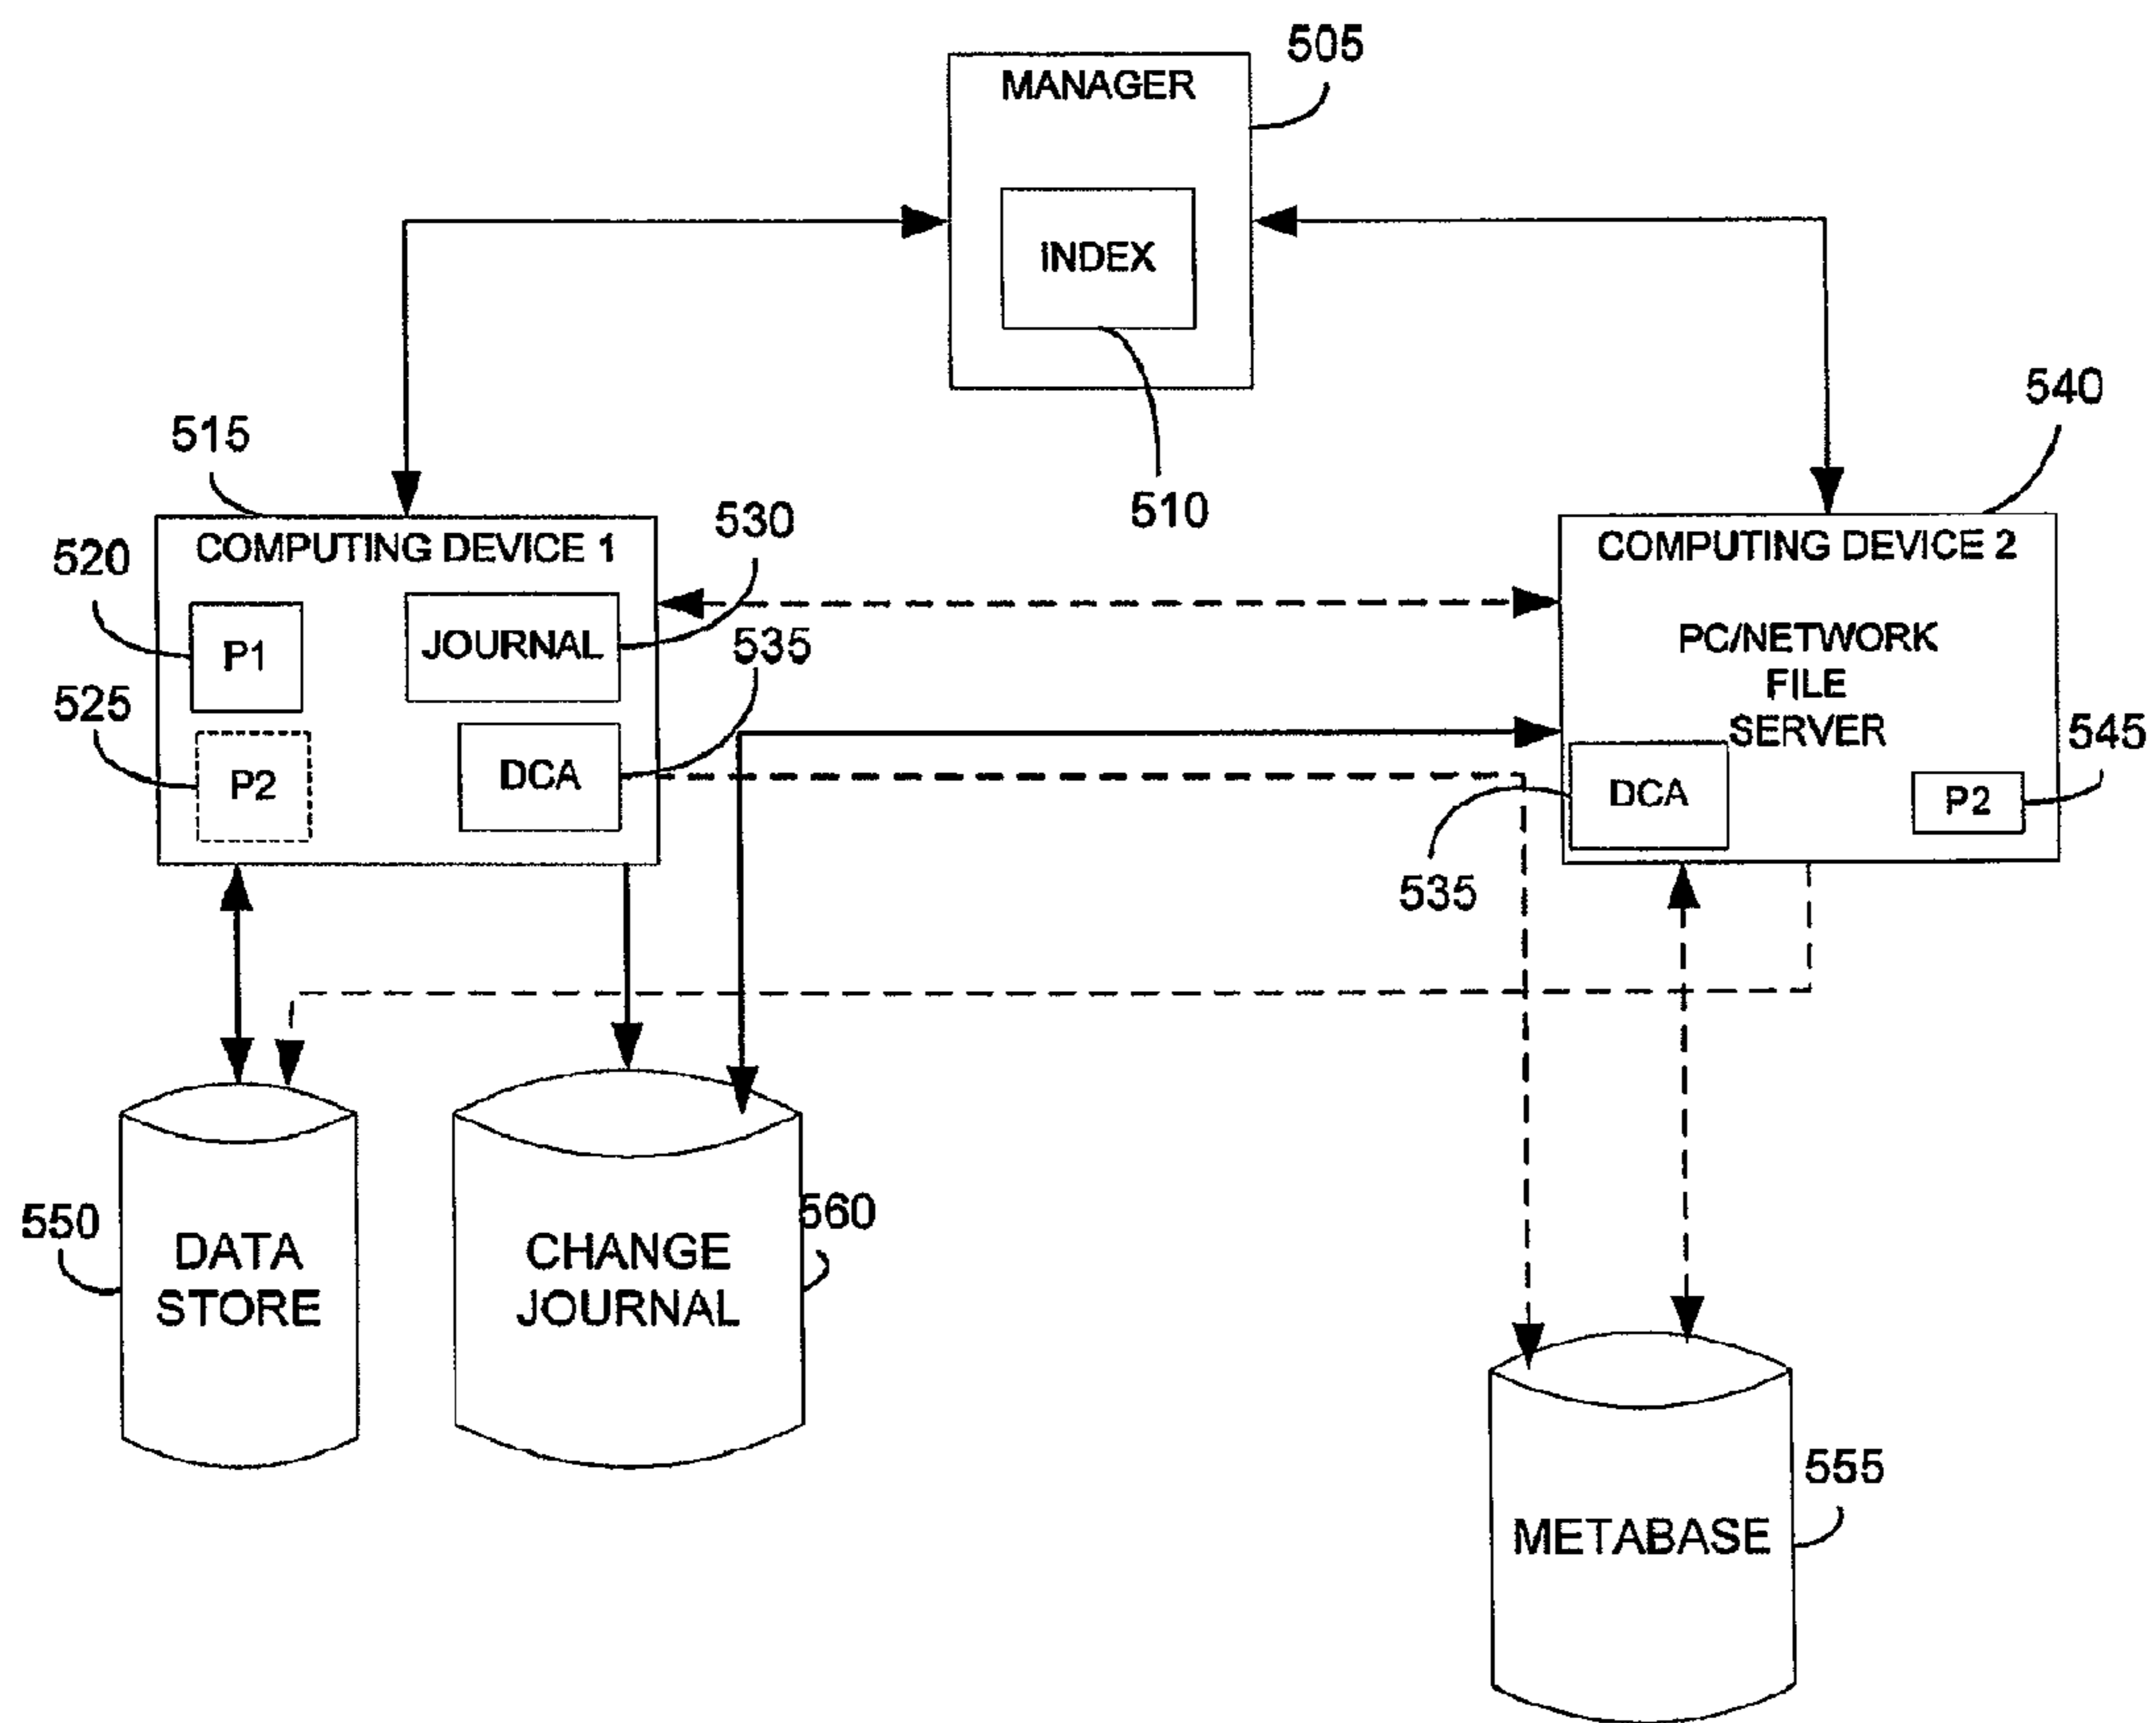 505
MANAGER
INDEX
510
540
515
530
COMPUTING DEVICE 1
COMPUTING DEVICE 2
520
P1
JOURNAL
535
PC/NETWORK
FILE
SERVER
525
P2
DCA
545
DCA
P2
535
550
DATA
STORE
560
CHANGE
JOURNAL
555
METABASE